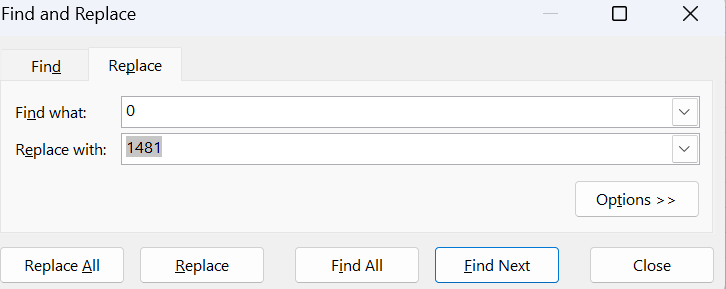 Find and Replace
Find
Replace
Find what: 0
Replace with: 1481
Options >>
Replace All Replace Find All Find Next Close